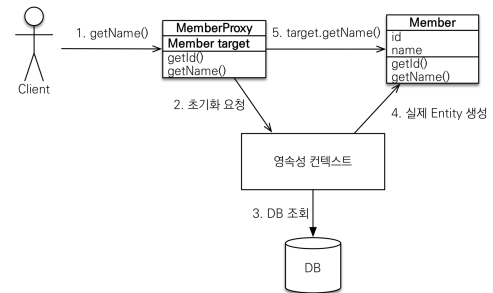 1. getName()
MemberProxy
Member target
getId()
getName()
5. target.getName()
Member
id
name
getId()
getName()
Client
2. 초기화 요청
4. 실제 Entity 생성
영속성 컨텍스트
3. DB 조회
DB